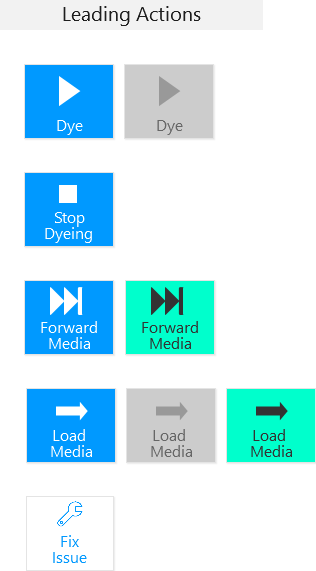 Leading Actions
Dye
Dye
Stop
Dyeing
Forward
Media
Forward
Media
Load
Media
Load
Media
Load
Media
Fix
Issue